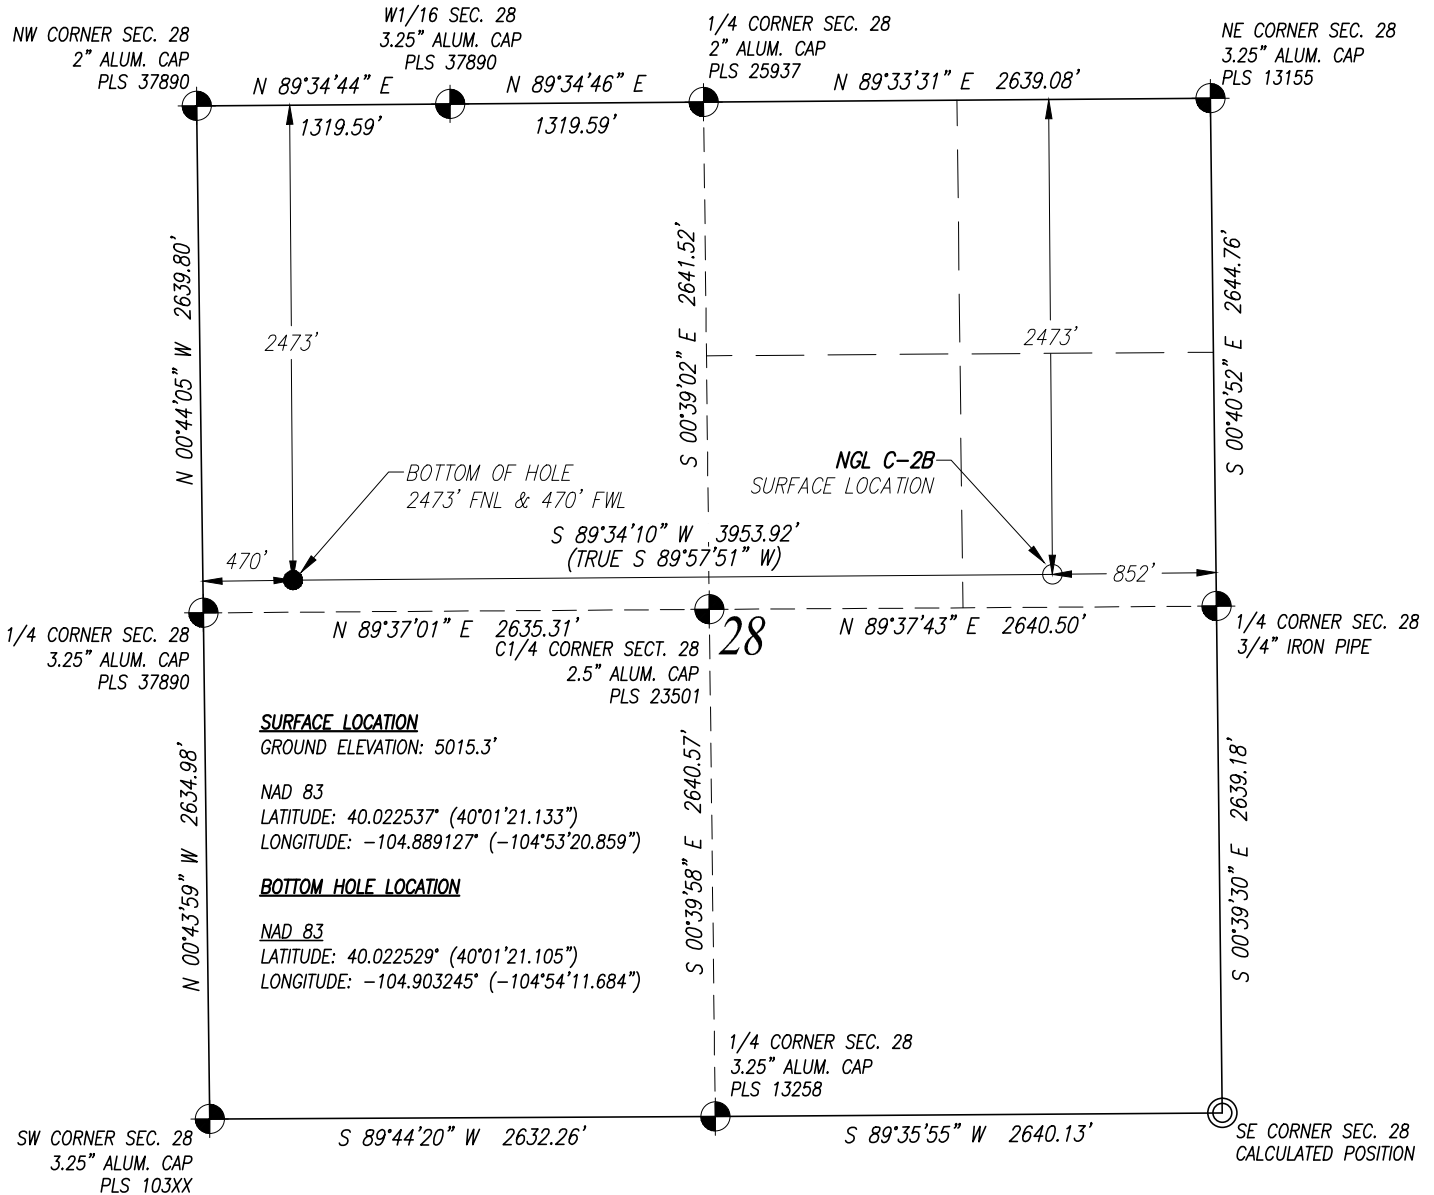 NW CORNER SEC. 28
2" ALUM. CAP
PLS 37890
W1/16 SEC. 28
3.25" ALUM. CAP
PLS 37890
1/4 CORNER SEC. 28
2" ALUM. CAP
PLS 25937
NE CORNER SEC. 28
3.25" ALUM. CAP
PLS 13155
N 89°34'44" E
1319.59'
N 89°34'46" E
1319.59'
N 89°33'31" E 2639.08'
N 00°44'05" W 2639.80'
2473'
S 00°39'02" E 2641.52'
2473'
S 00°40'52" E 2644.76'
BOTTOM OF HOLE
2473' FNL & 470' FWL
NGL C-2B
SURFACE LOCATION
S 89°34'10" W 3953.92'
(TRUE S 89°57'51" W)
470'
852'
1/4 CORNER SEC. 28
3.25" ALUM. CAP
PLS 37890
N 89°37'01" E 2635.31'
C1/4 CORNER SECT. 28
2.5" ALUM. CAP
PLS 23501
28
N 89°37'43" E 2640.50'
1/4 CORNER SEC. 28
3/4" IRON PIPE
SURFACE LOCATION
GROUND ELEVATION: 5015.3'
NAD 83
LATITUDE: 40.022537° (40°01'21.133")
LONGITUDE: -104.889127° (-104°53'20.859")
BOTTOM HOLE LOCATION
NAD 83
LATITUDE: 40.022529° (40°01'21.105")
LONGITUDE: -104.903245° (-104°54'11.684")
N 00°43'59" W 2634.98'
S 00°39'58" E 2640.57'
S 00°39'30" E 2639.18'
1/4 CORNER SEC. 28
3.25" ALUM. CAP
PLS 13258
SW CORNER SEC. 28
3.25" ALUM. CAP
PLS 103XX
S 89°44'20" W 2632.26'
S 89°35'55" W 2640.13'
SE CORNER SEC. 28
CALCULATED POSITION